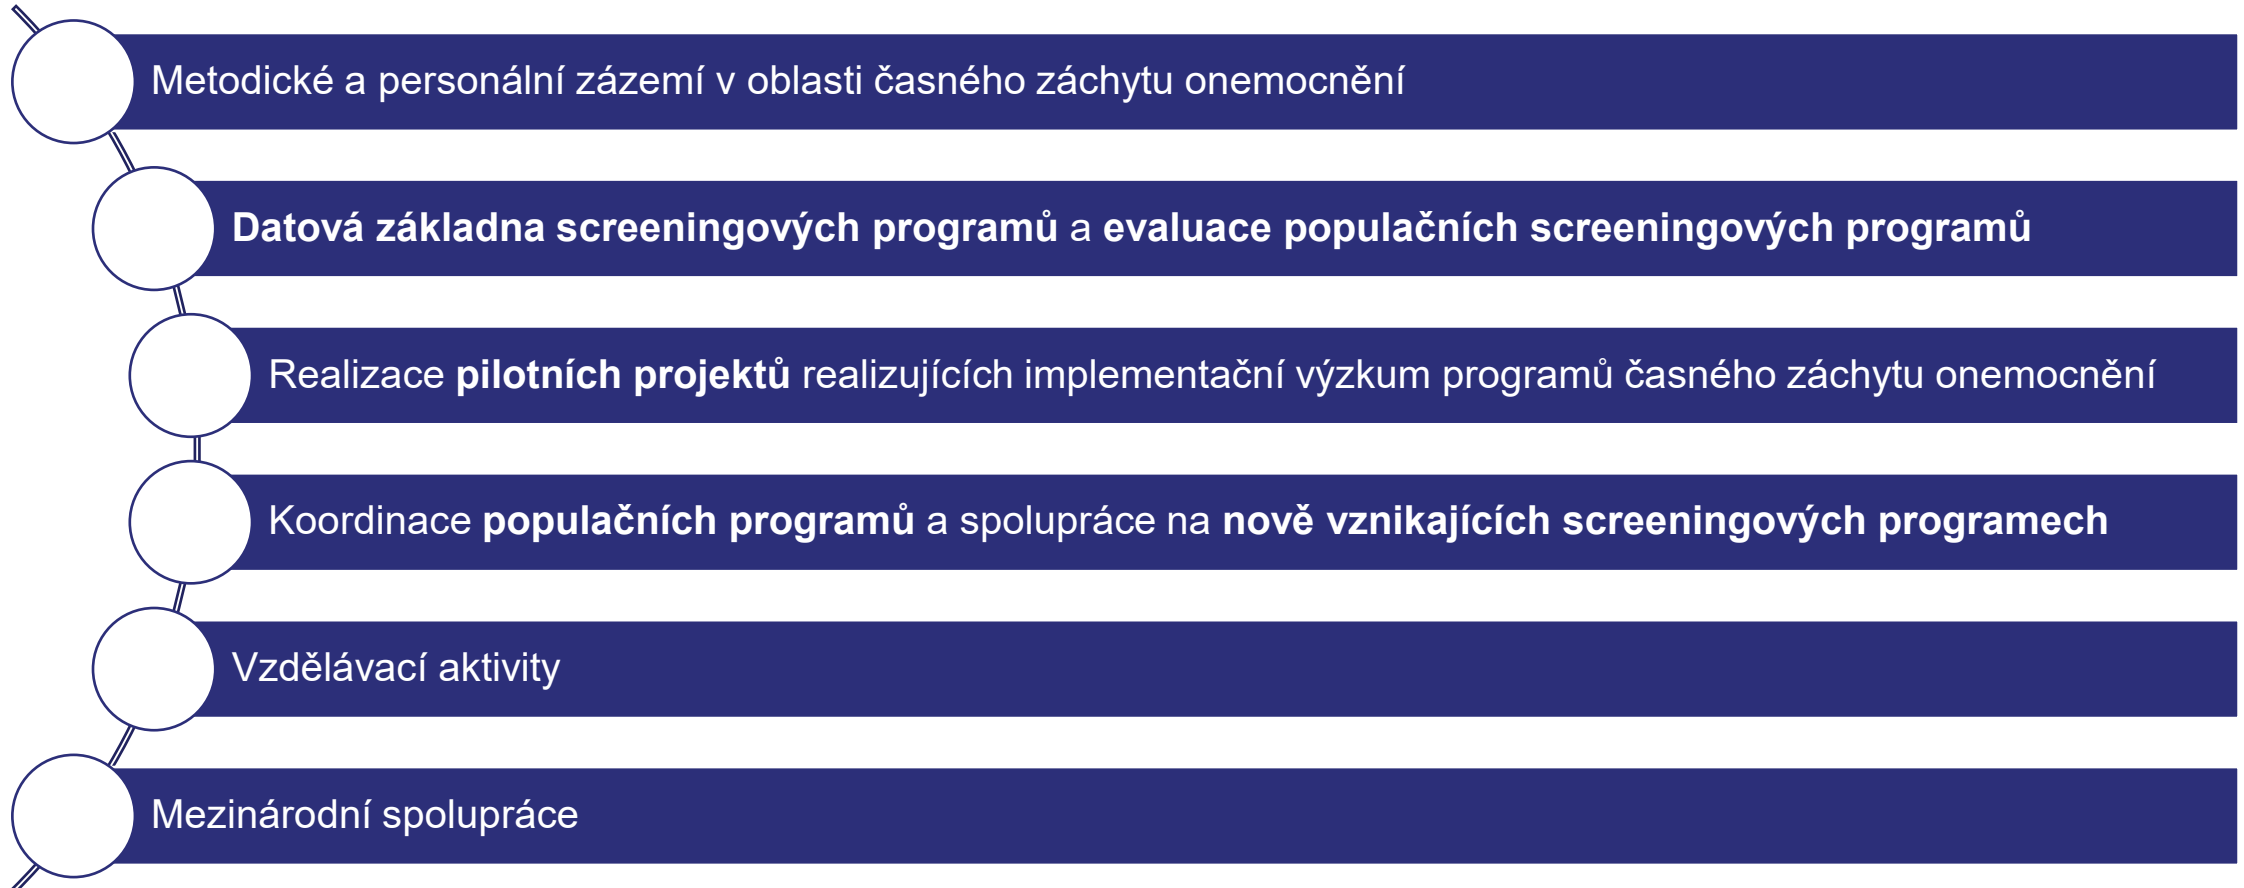 Metodické a personální zázemí v oblasti časného záchytu onemocnění
Datová základna screeningových programů a evaluace populačních screeningových programů
Realizace pilotních projektů realizujících implementační výzkum programů časného záchytu onemocnění
Koordinace populačních programů a spolupráce na nově vznikajících screeningových programech
Vzdělávací aktivity
Mezinárodní spolupráce